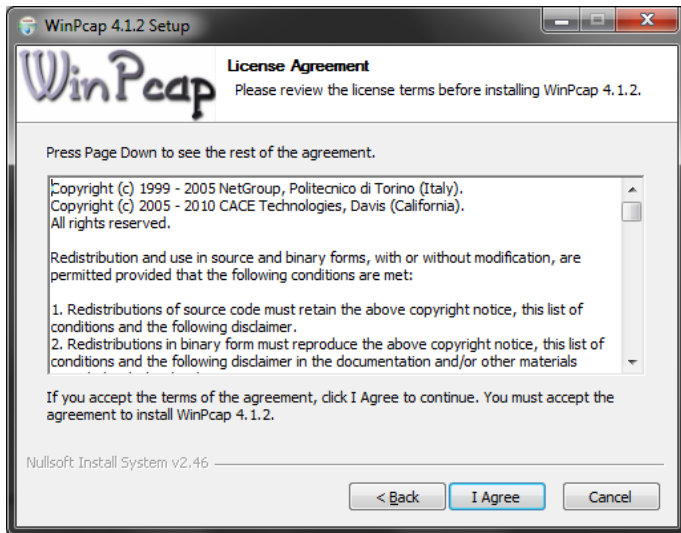 WinPcap 4.1.2 Setup
WinPcap
License Agreement
Please review the license terms before installing WinPcap 4.1.2.
Press Page Down to see the rest of the agreement.
Copyright (c) 1999 - 2005 NetGroup, Politecnico di Torino (Italy).
Copyright (c) 2005 - 2010 CACE Technologies, Davis (California).
All rights reserved.
Redistribution and use in source and binary forms, with or without modification, are
permitted provided that the following conditions are met:
1. Redistributions of source code must retain the above copyright notice, this list of
conditions and the following disclaimer.
2. Redistributions in binary form must reproduce the above copyright notice, this list of
conditions and the following disclaimer in the documentation and/or other materials
If you accept the terms of the agreement, click I Agree to continue. You must accept the
agreement to install WinPcap 4.1.2.
Nullsoft Install System v2.46
< Back
I Agree
Cancel